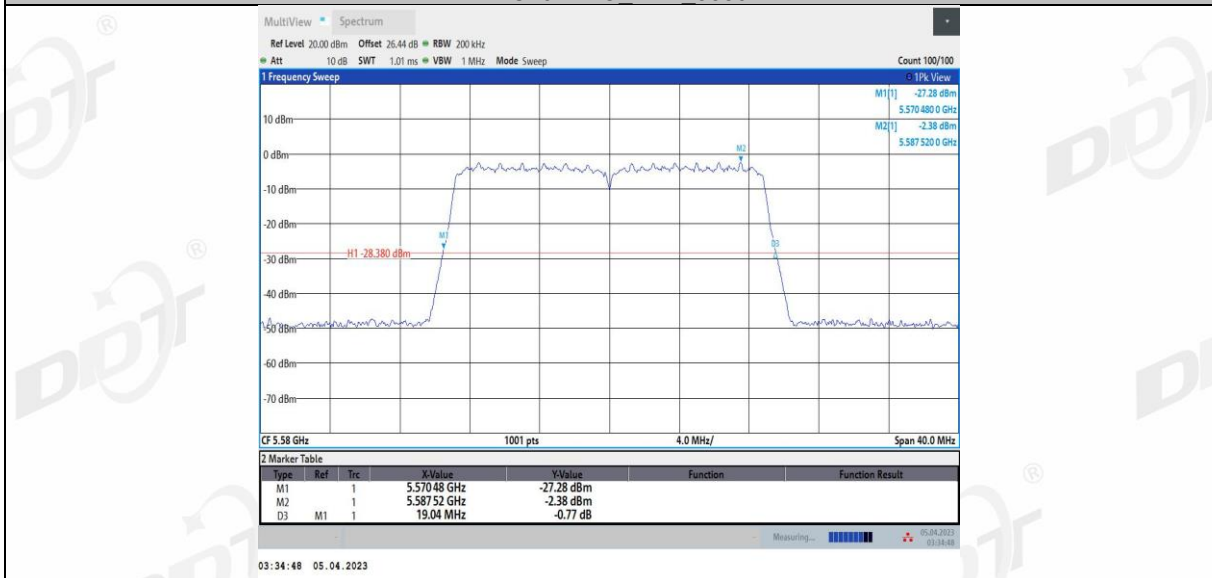 MultiView Spectrum
Ref Level 20.00 dBm Offset 26.44 dB RBW 200 kHz
Att 10 dB SWT 1.01 ms VBW 1 MHz Mode Sweep Count 100/100
1 Frequency Sweep 1Pk View
M1[1] -27.28 dBm
5.570 480 0 GHz
10 dBm
M2[1] -2.38 dBm
5.587 520 0 GHz
M2
0 dBm
-10 dBm
-20 dBm
M1
D3
H1 -28.380 dBm
-30 dBm
-40 dBm
-50 dBm
-60 dBm
-70 dBm
CF 5.58 GHz 1001 pts 4.0 MHz/ Span 40.0 MHz
2 Marker Table
Type Ref Trc X-Value Y-Value Function Function Result
M1 1 5.570 48 GHz -27.28 dBm
M2 1 5.587 52 GHz -2.38 dBm
D3 M1 1 19.04 MHz -0.77 dB
Measuring... 05.04.2023
03:34:48
03:34:48 05.04.2023